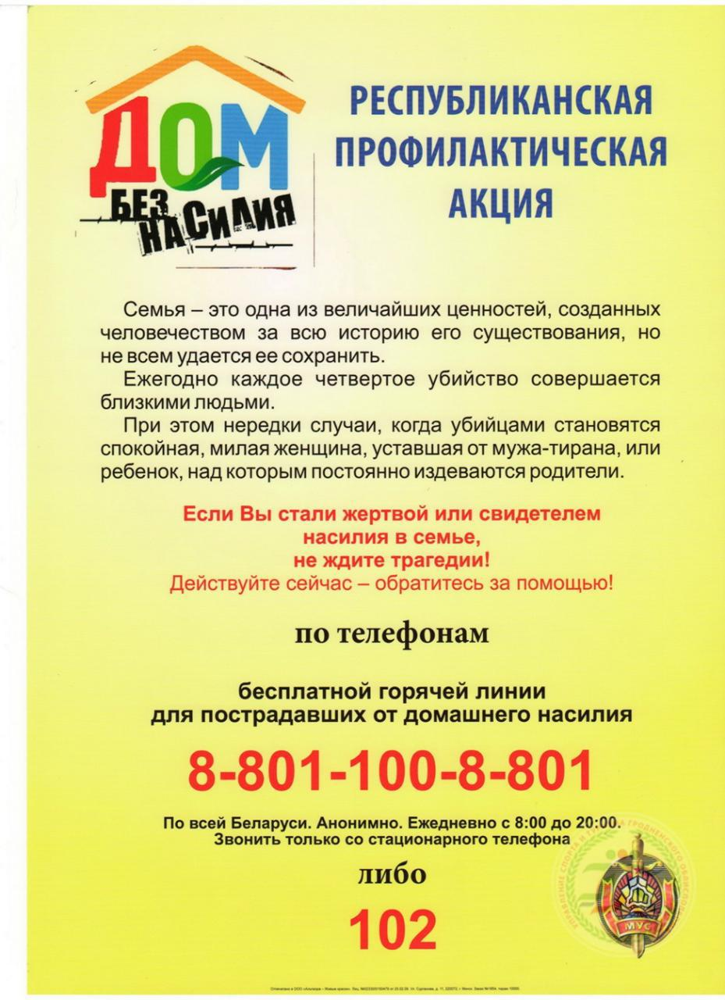 ДОМ
БЕЗ
НАСИЛИЯ
РЕСПУБЛИКАНСКАЯ
ПРОФИЛАКТИЧЕСКАЯ
АКЦИЯ
Семья – это одна из величайших ценностей, созданных
человечеством за всю историю его существования, но
не всем удается ее сохранить.
Ежегодно каждое четвертое убийство совершается
близкими людьми.
При этом нередки случаи, когда убийцами становятся
спокойная, милая женщина, уставшая от мужа-тирана, или
ребенок, над которым постоянно издеваются родители.
Если Вы стали жертвой или свидетелем
насилия в семье,
не ждите трагедии!
Действуйте сейчас – обратитесь за помощью!
по телефонам
бесплатной горячей линии
для пострадавших от домашнего насилия
8-801-100-8-801
По всей Беларуси. Анонимно. Ежедневно с 8:00 до 20:00.
Звонить только со стационарного телефона
либо
102
МУС